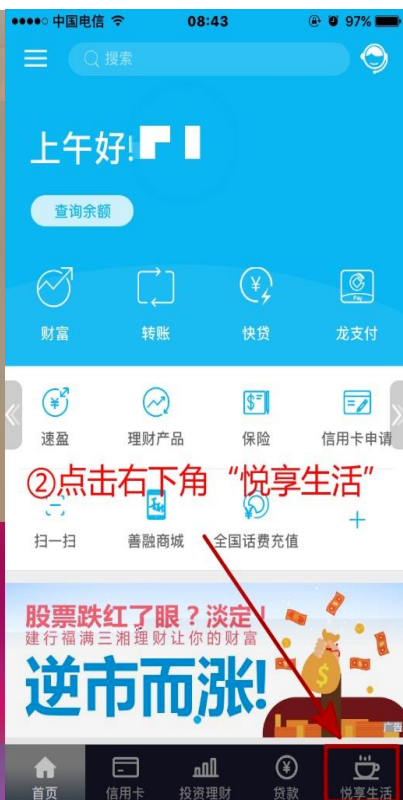 中国电信 08:43 97%
搜索
上午好!
查询余额
财富 转账 快贷 龙支付
速盈 理财产品 保险 信用卡申请
②点击右下角“悦享生活”
扫一扫 善融商城 全国话费充值
股票跌红了眼?淡定!
建行福满三湘理财让你的财富
逆市而涨!
广告
首页 信用卡 投资理财 贷款 悦享生活